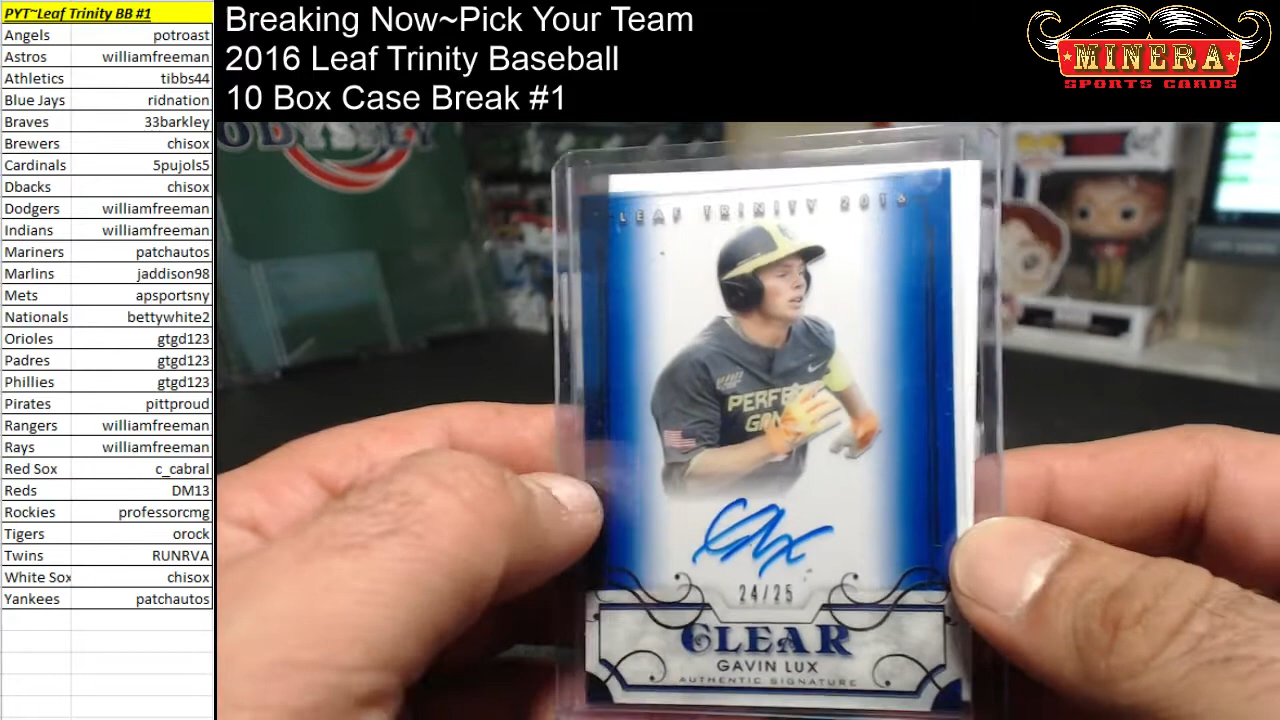 PYT~Leaf Trinity BB #1
Angels potroast
Astros williamfreeman
Athletics tibbs44
Blue Jays ridnation
Braves 33barkley
Brewers chisox
Cardinals 5pujols5
Dbacks chisox
Dodgers williamfreeman
Indians williamfreeman
Mariners patchautos
Marlins jaddison98
Mets apsportsny
Nationals bettywhite2
Orioles gtgd123
Padres gtgd123
Phillies gtgd123
Pirates pittproud
Rangers williamfreeman
Rays williamfreeman
Red Sox c_cabral
Reds DM13
Rockies professorcmg
Tigers orock
Twins RUNRVA
White Sox chisox
Yankees patchautos
Breaking Now~Pick Your Team
2016 Leaf Trinity Baseball
10 Box Case Break #1
MINERA
SPORTS CARDS
LEAF TRINITY 2016
PERFECT
24/25
CLEAR
GAVIN LUX
AUTHENTIC SIGNATURE